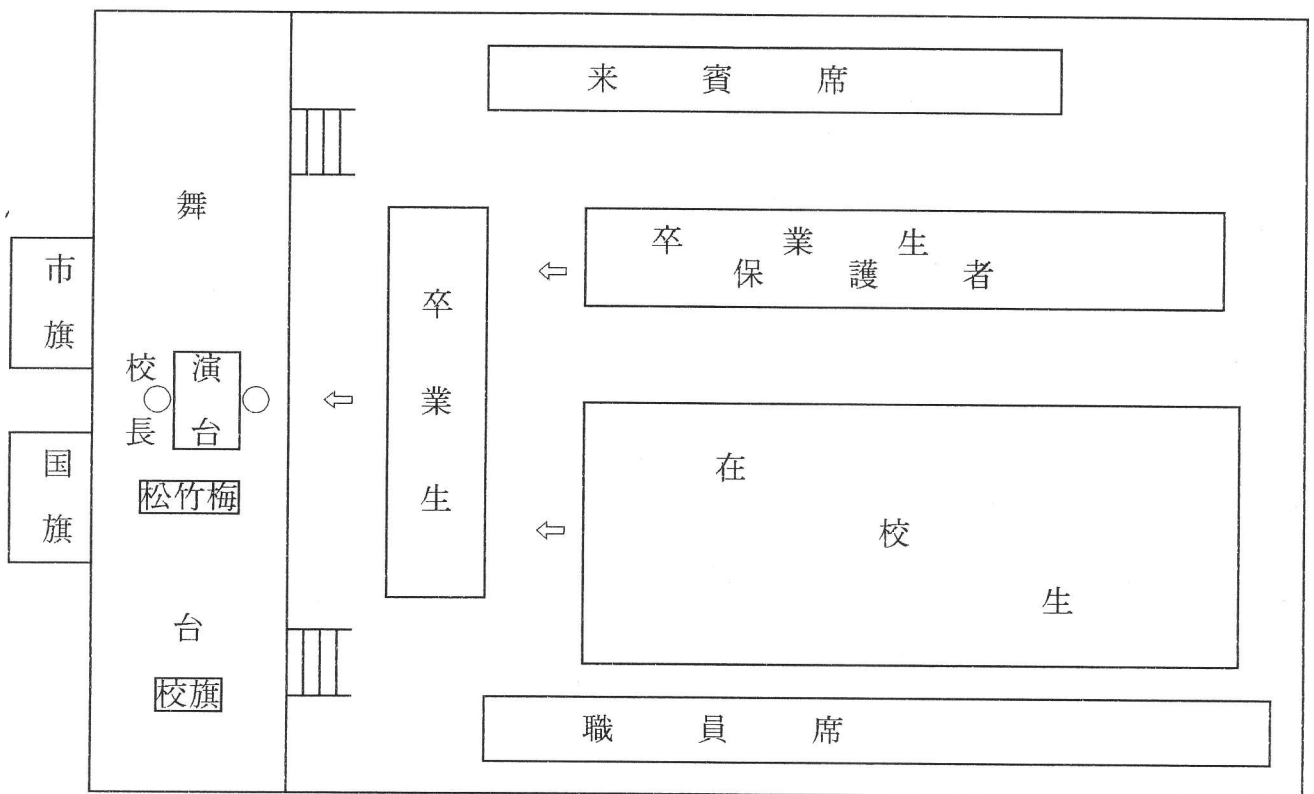 来賓席
舞
市旗
卒業生
保護者
校長
演台
卒業生
国旗
松竹梅
在校生
台
校旗
職員席